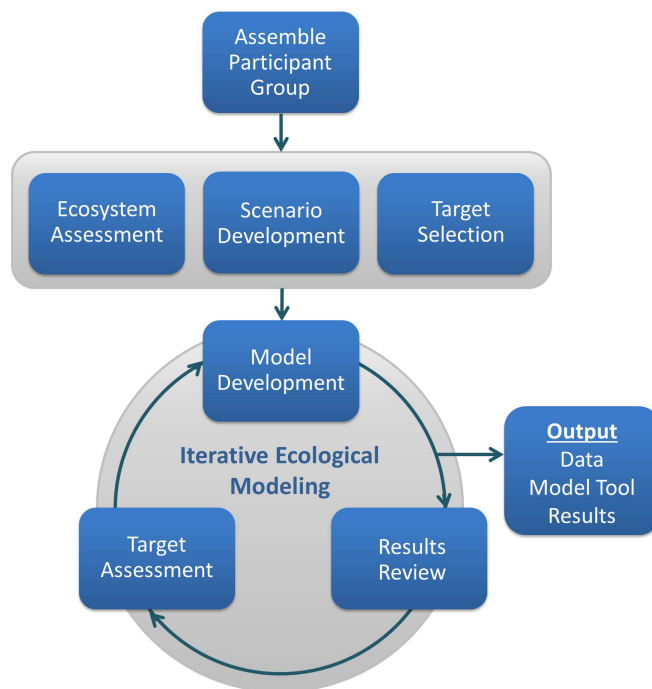 Assemble
Participant
Group
Ecosystem
Assessment
Scenario
Development
Target
Selection
Model
Development
Iterative Ecological
Modeling
Output
Data
Model Tool
Results
Target
Assessment
Results
Review